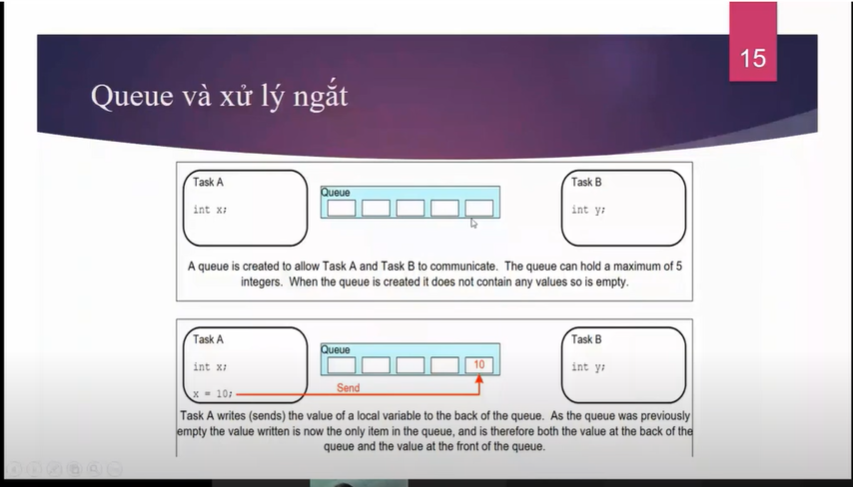 15
Queue và xử lý ngắt
Task A
int x;
Queue
Task B
int y;
A queue is created to allow Task A and Task B to communicate. The queue can hold a maximum of 5
integers. When the queue is created it does not contain any values so is empty.
Task A
int x;
x = 10;
Queue
10
Send
Task B
int y;
Task A writes (sends) the value of a local variable to the back of the queue. As the queue was previously
empty the value written is now the only item in the queue, and is therefore both the value at the back of the
queue and the value at the front of the queue.